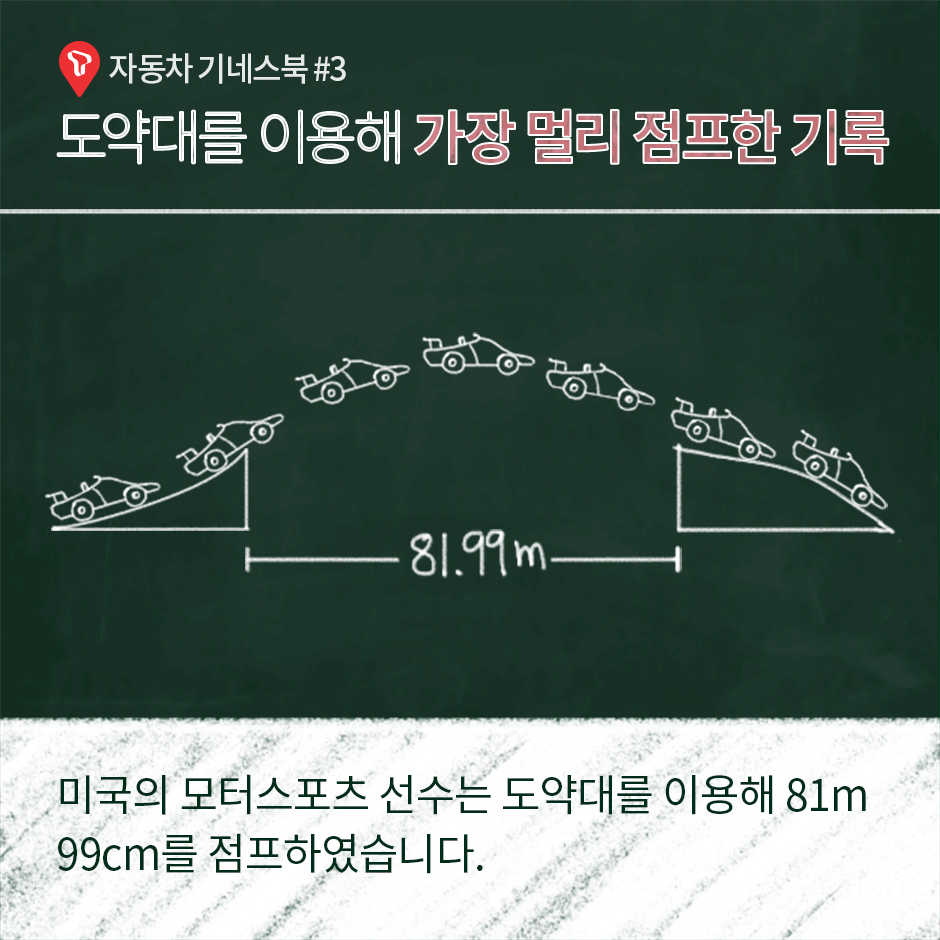 자동차 기네스북 #3
도약대를 이용해 가장 멀리 점프한 기록
81.99m
미국의 모터스포츠 선수는 도약대를 이용해 81m
99cm를 점프하였습니다.